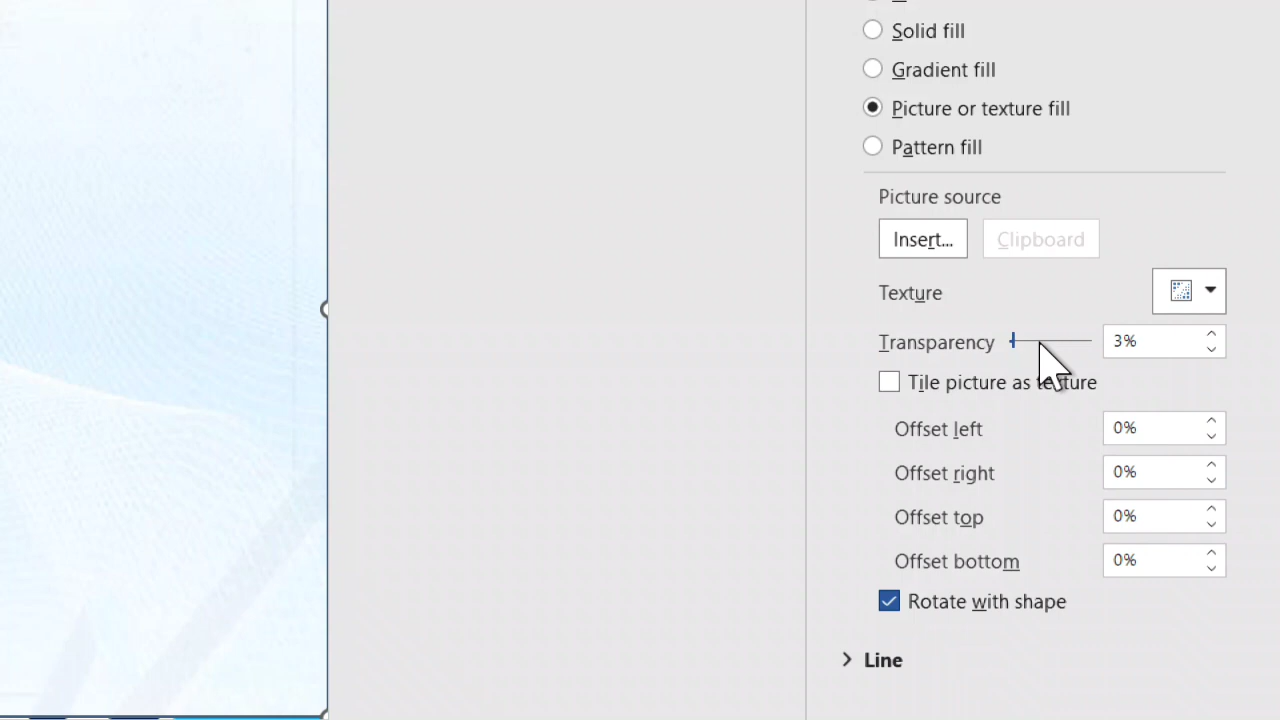 Solid fill
Gradient fill
Picture or texture fill
Pattern fill
Picture source
Insert... Clipboard
Texture
Transparency 3%
Tile picture as texture
Offset left 0%
Offset right 0%
Offset top 0%
Offset bottom 0%
Rotate with shape
Line